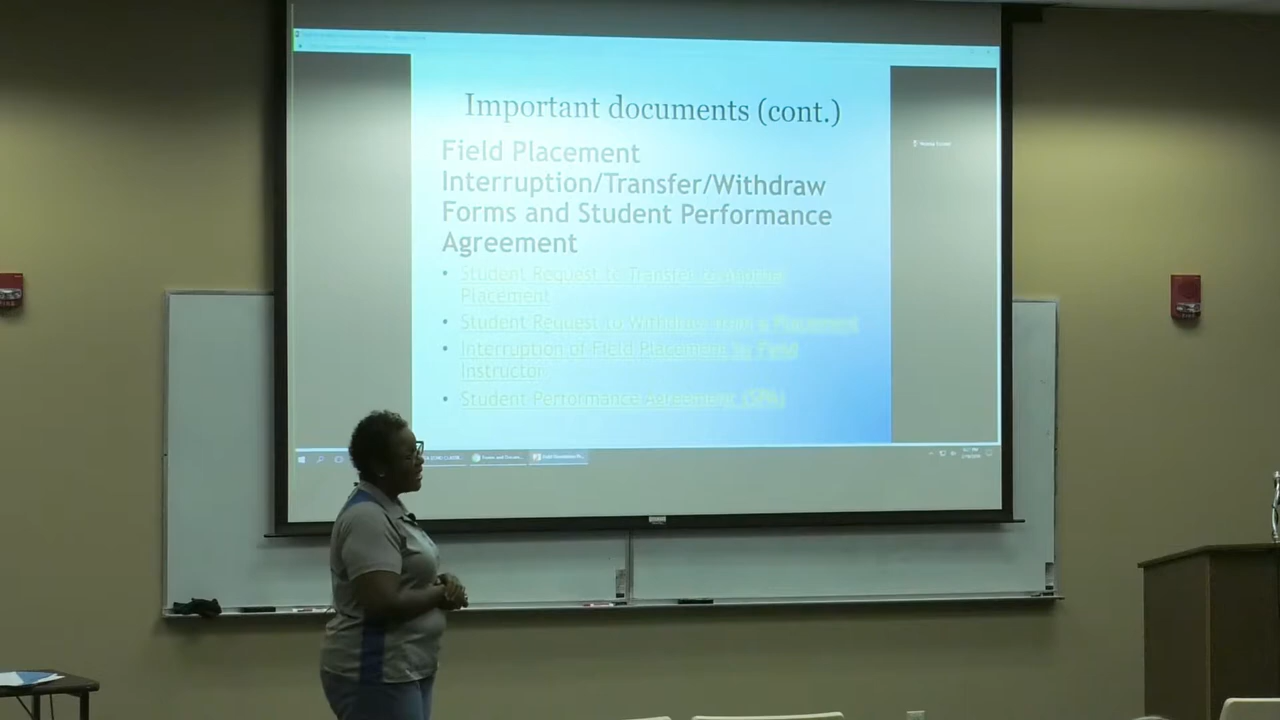 Important documents (cont.)
Field Placement
Interruption/Transfer/Withdraw
Forms and Student Performance
Agreement
• Student Request to Transfer to Another
Placement
• Student Request to Withdraw from a Placement
• Interruption of Field Placement by Field
Instructor
• Student Performance Agreement (SPA)